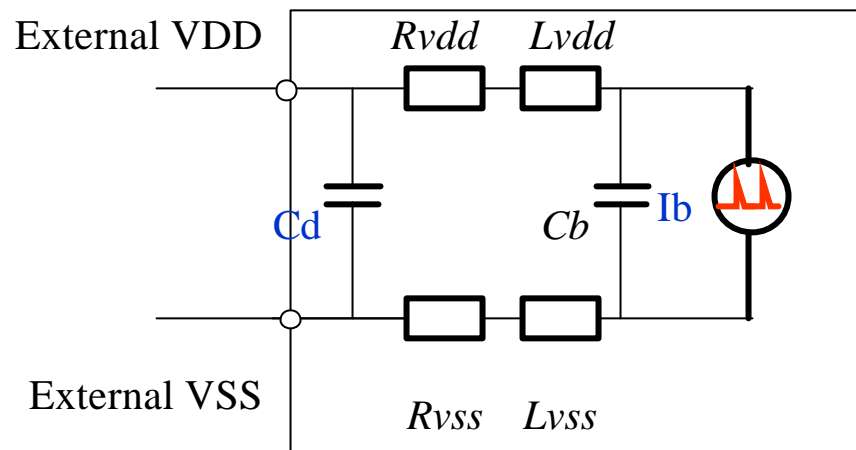 External VDD
Rvdd
Lvdd
Cd
Cb
Ib
External VSS
Rvss
Lvss